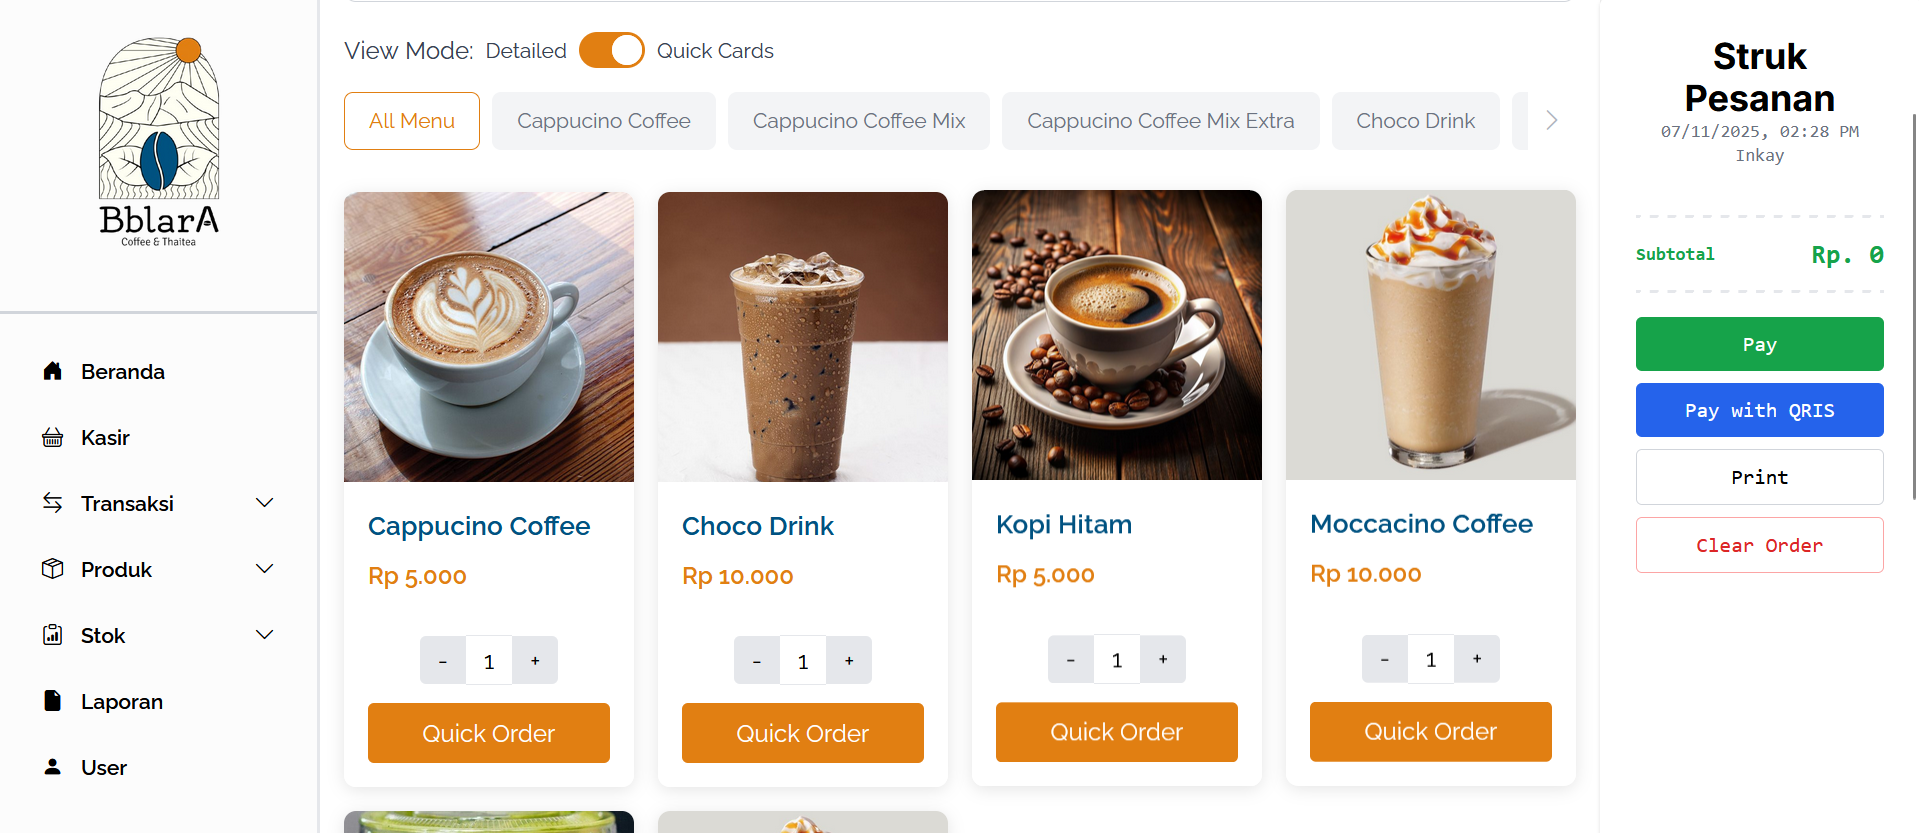 BblarA
Coffee & Thaitea
Beranda
Kasir
Transaksi
Produk
Stok
Laporan
User
View Mode: Detailed Quick Cards
All Menu Cappucino Coffee Cappucino Coffee Mix Cappucino Coffee Mix Extra Choco Drink
Cappucino Coffee
Rp 5.000
- 1 +
Quick Order
Choco Drink
Rp 10.000
- 1 +
Quick Order
Kopi Hitam
Rp 5.000
- 1 +
Quick Order
Moccacino Coffee
Rp 10.000
- 1 +
Quick Order
Struk
Pesanan
07/11/2025, 02:28 PM
Inkay
Subtotal Rp. 0
Pay
Pay with QRIS
Print
Clear Order